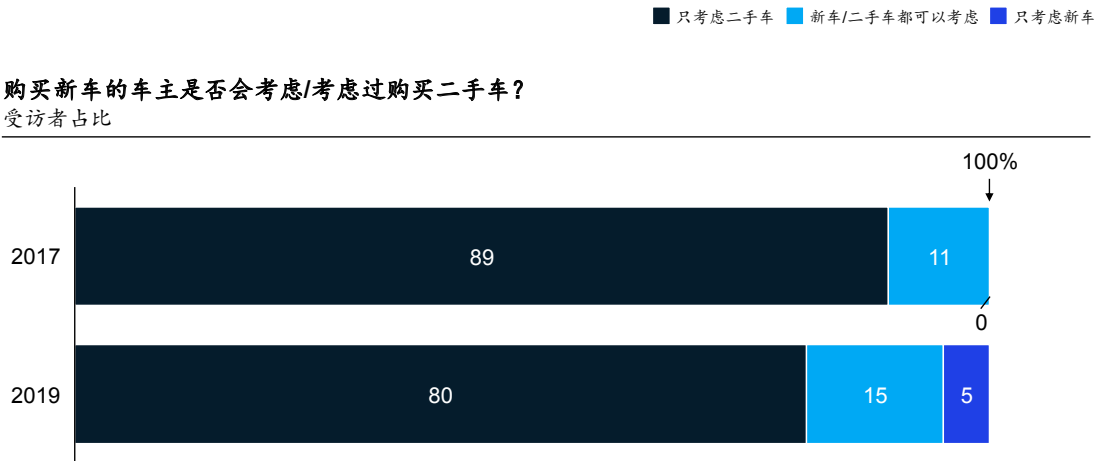 只考虑二手车 新车/二手车都可以考虑 只考虑新车
购买新车的车主是否会考虑/考虑过购买二手车?
受访者占比
100%
2017 89 11
0
2019 80 15 5